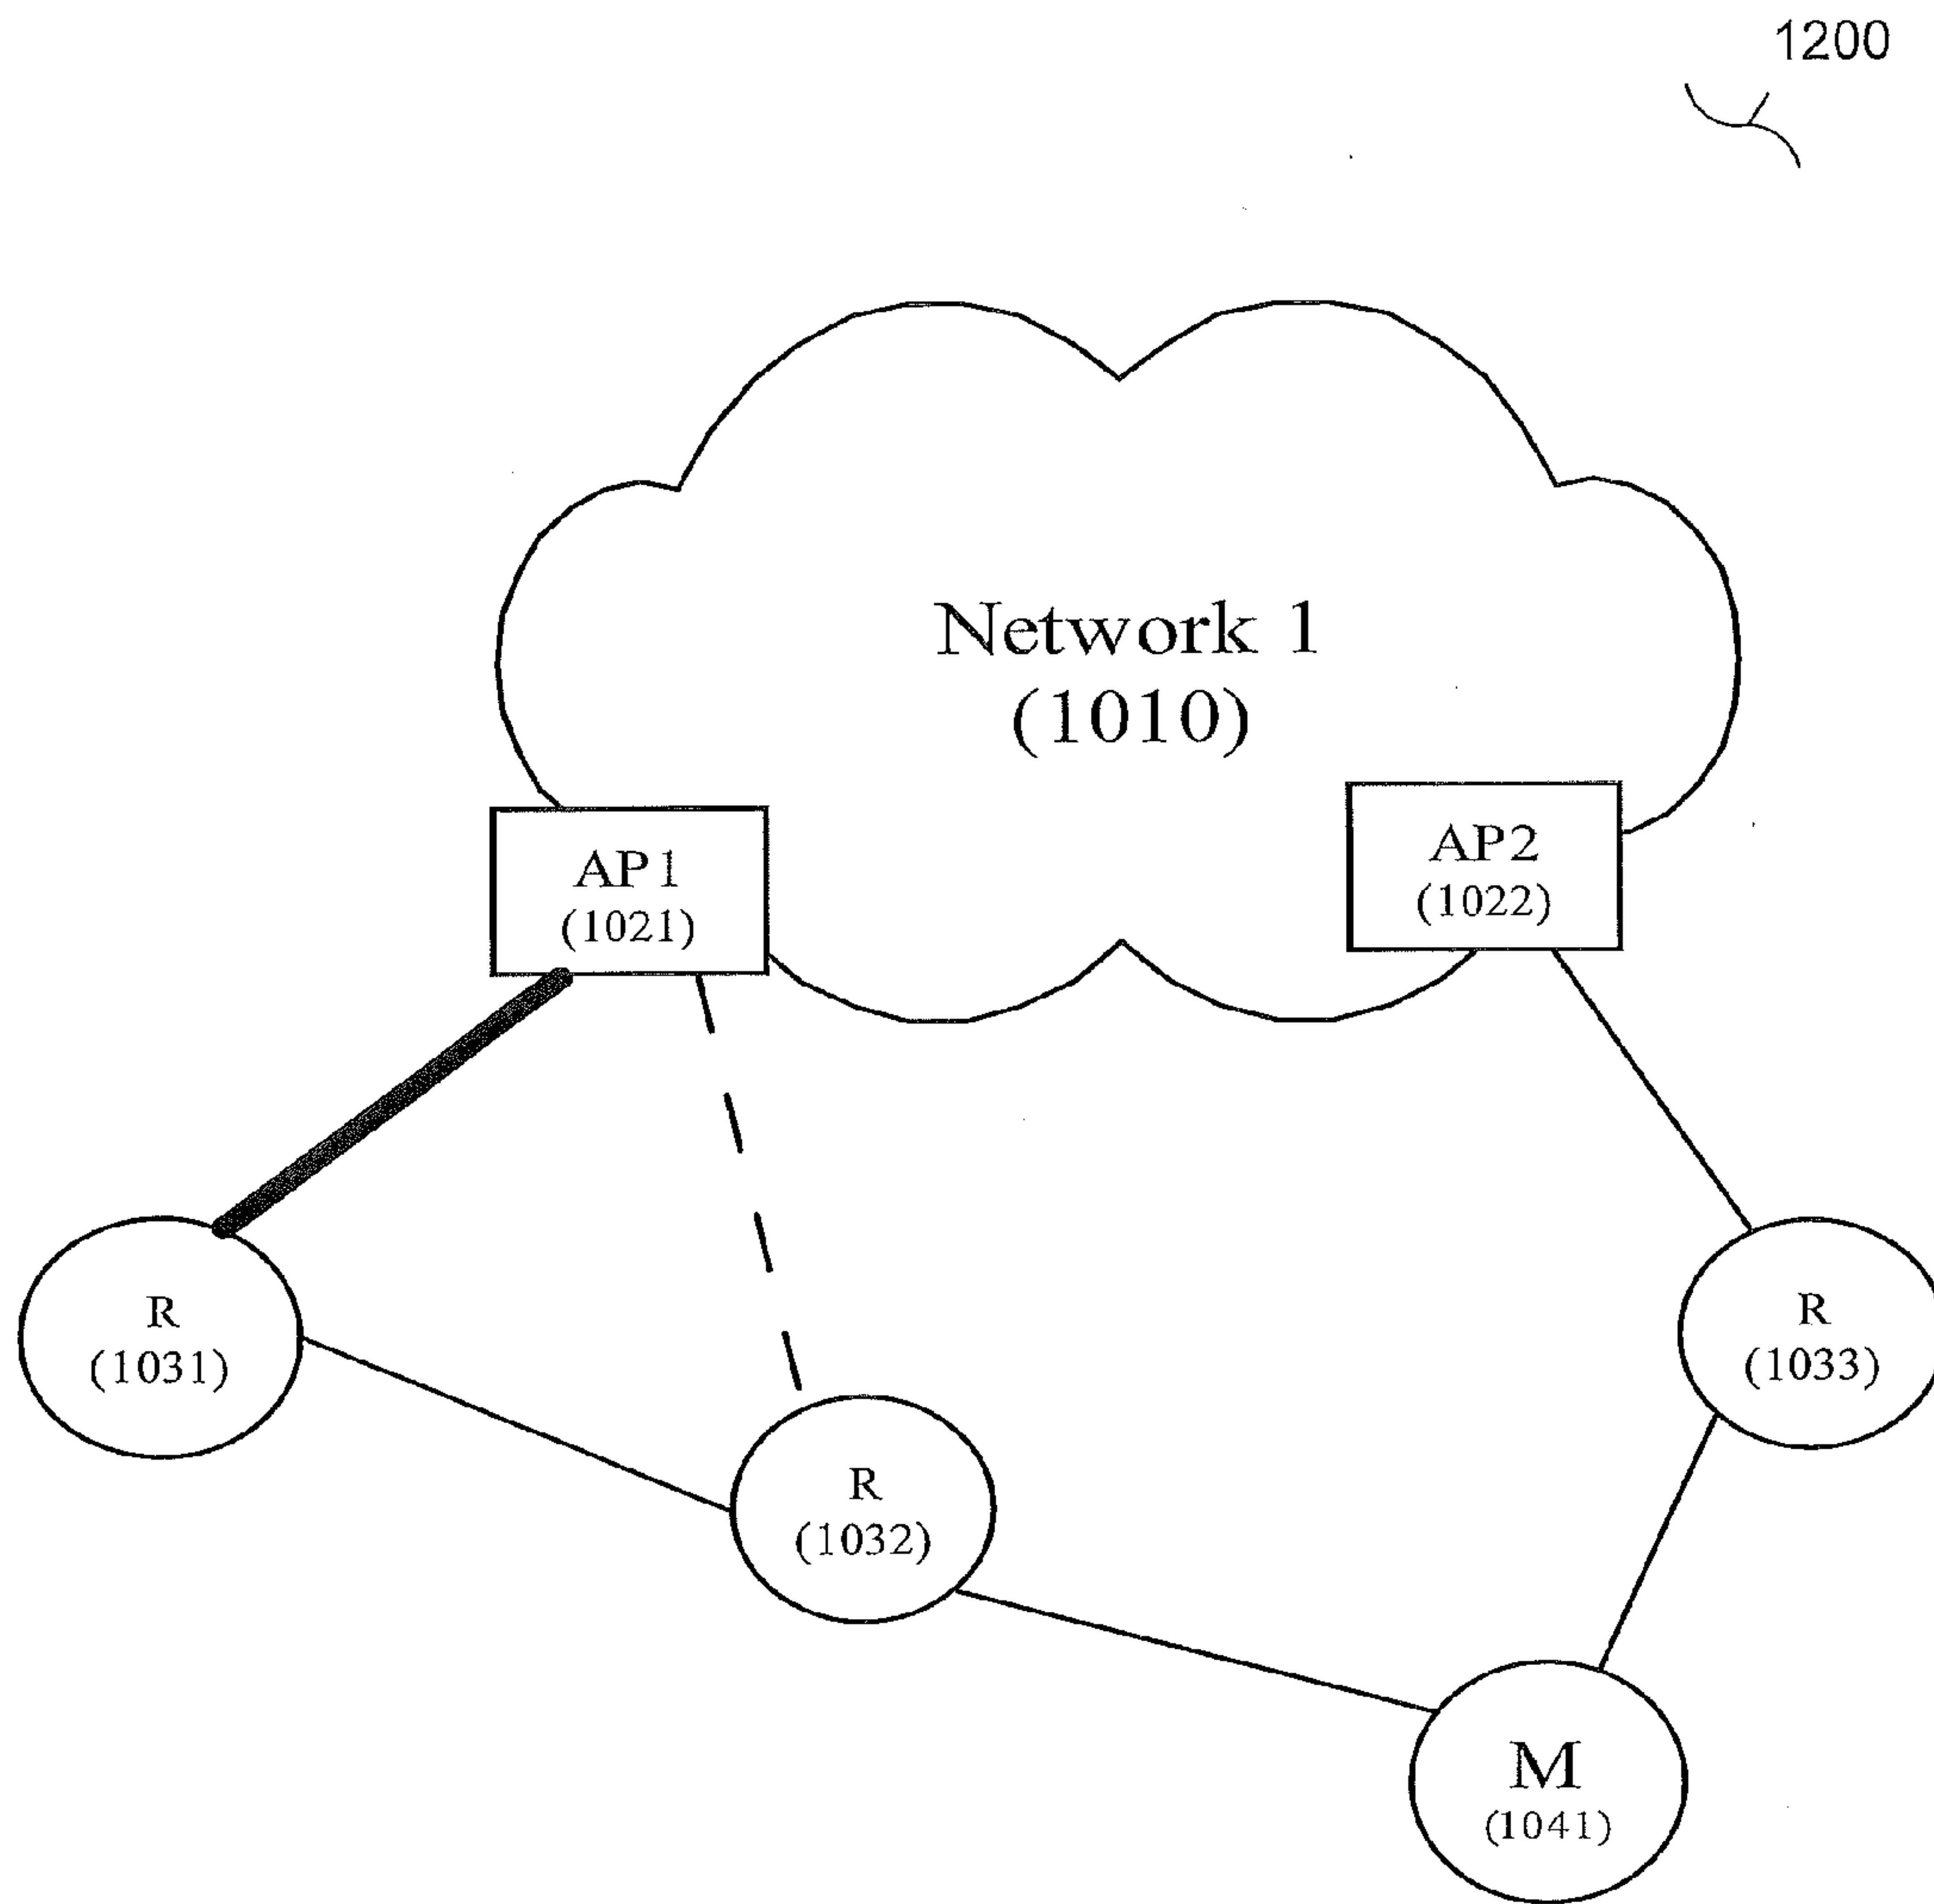 1200
Network 1
(1010)
AP1
(1021)
AP2
(1022)
R
(1031)
R
(1033)
R
(1032)
M
(1041)